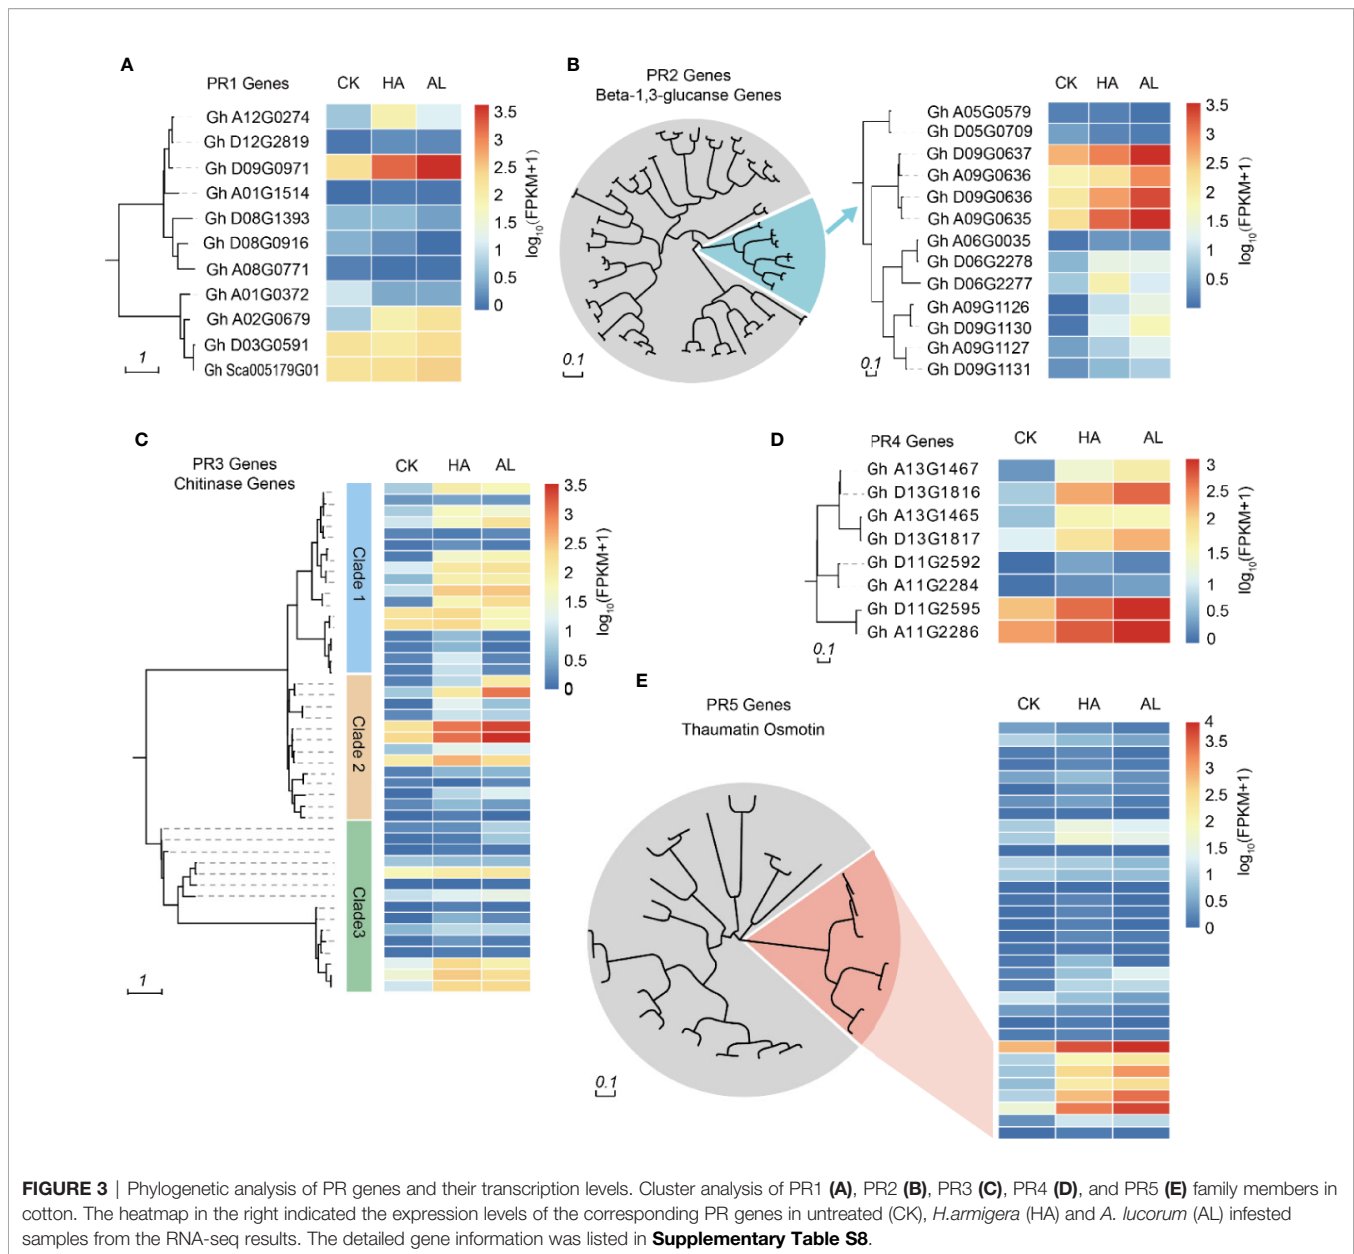 A
PR1 Genes
CK HA AL
Gh A12G0274
Gh D12G2819
Gh D09G0971
Gh A01G1514
Gh D08G1393
Gh D08G0916
Gh A08G0771
Gh A01G0372
Gh A02G0679
Gh D03G0591
Gh Sca005179G01
1
3.5
3
2.5
2
1.5
1
0.5
0
log10(FPKM+1)
B
PR2 Genes
Beta-1,3-glucanse Genes
0.1
CK HA AL
Gh A05G0579
Gh D05G0709
Gh D09G0637
Gh A09G0636
Gh D09G0636
Gh A09G0635
Gh A06G0035
Gh D06G2278
Gh D06G2277
Gh A09G1126
Gh D09G1130
Gh A09G1127
Gh D09G1131
0.1
3.5
3
2.5
2
1.5
1
0.5
log10(FPKM+1)
C
PR3 Genes
Chitinase Genes
CK HA AL
Clade 1
Clade 2
Clade3
1
3.5
3
2.5
2
1.5
1
0.5
0
log10(FPKM+1)
D
PR4 Genes
CK HA AL
Gh A13G1467
Gh D13G1816
Gh A13G1465
Gh D13G1817
Gh D11G2592
Gh A11G2284
Gh D11G2595
Gh A11G2286
0.1
3
2.5
2
1.5
1
0.5
0
log10(FPKM+1)
E
PR5 Genes
Thaumatin Osmotin
0.1
CK HA AL
4
3.5
3
2.5
2
1.5
1
0.5
0
log10(FPKM+1)
FIGURE 3 | Phylogenetic analysis of PR genes and their transcription levels. Cluster analysis of PR1 (A), PR2 (B), PR3 (C), PR4 (D), and PR5 (E) family members in
cotton. The heatmap in the right indicated the expression levels of the corresponding PR genes in untreated (CK), H.armigera (HA) and A. lucorum (AL) infested
samples from the RNA-seq results. The detailed gene information was listed in Supplementary Table S8.